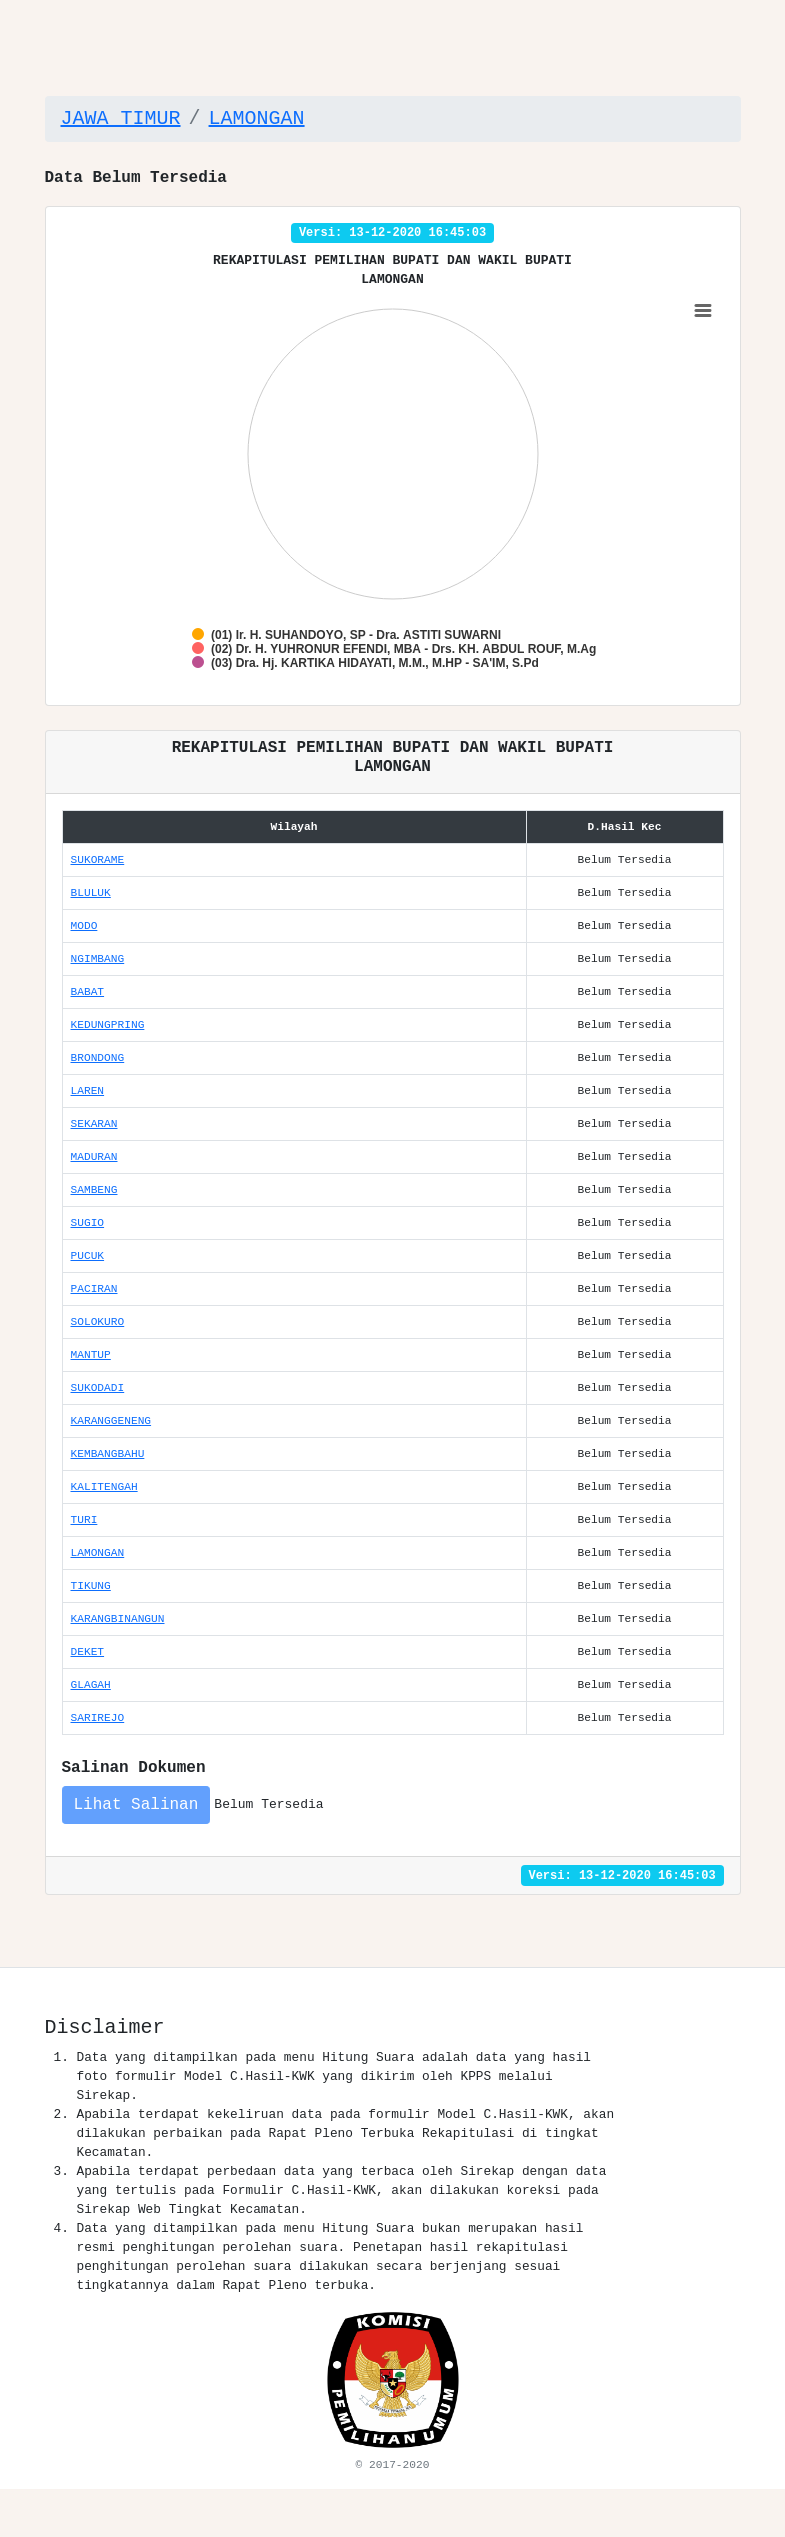 JAWA TIMUR / LAMONGAN
Data Belum Tersedia
Versi: 13-12-2020 16:45:03
REKAPITULASI PEMILIHAN BUPATI DAN WAKIL BUPATI
LAMONGAN
(01) Ir. H. SUHANDOYO, SP - Dra. ASTITI SUWARNI
(02) Dr. H. YUHRONUR EFENDI, MBA - Drs. KH. ABDUL ROUF, M.Ag
(03) Dra. Hj. KARTIKA HIDAYATI, M.M., M.HP - SA'IM, S.Pd
REKAPITULASI PEMILIHAN BUPATI DAN WAKIL BUPATI
LAMONGAN
Wilayah D.Hasil Kec
SUKORAME Belum Tersedia
BLULUK Belum Tersedia
MODO Belum Tersedia
NGIMBANG Belum Tersedia
BABAT Belum Tersedia
KEDUNGPRING Belum Tersedia
BRONDONG Belum Tersedia
LAREN Belum Tersedia
SEKARAN Belum Tersedia
MADURAN Belum Tersedia
SAMBENG Belum Tersedia
SUGIO Belum Tersedia
PUCUK Belum Tersedia
PACIRAN Belum Tersedia
SOLOKURO Belum Tersedia
MANTUP Belum Tersedia
SUKODADI Belum Tersedia
KARANGGENENG Belum Tersedia
KEMBANGBAHU Belum Tersedia
KALITENGAH Belum Tersedia
TURI Belum Tersedia
LAMONGAN Belum Tersedia
TIKUNG Belum Tersedia
KARANGBINANGUN Belum Tersedia
DEKET Belum Tersedia
GLAGAH Belum Tersedia
SARIREJO Belum Tersedia
Salinan Dokumen
Lihat Salinan Belum Tersedia
Versi: 13-12-2020 16:45:03
Disclaimer
1. Data yang ditampilkan pada menu Hitung Suara adalah data yang hasil
foto formulir Model C.Hasil-KWK yang dikirim oleh KPPS melalui
Sirekap.
2. Apabila terdapat kekeliruan data pada formulir Model C.Hasil-KWK, akan
dilakukan perbaikan pada Rapat Pleno Terbuka Rekapitulasi di tingkat
Kecamatan.
3. Apabila terdapat perbedaan data yang terbaca oleh Sirekap dengan data
yang tertulis pada Formulir C.Hasil-KWK, akan dilakukan koreksi pada
Sirekap Web Tingkat Kecamatan.
4. Data yang ditampilkan pada menu Hitung Suara bukan merupakan hasil
resmi penghitungan perolehan suara. Penetapan hasil rekapitulasi
penghitungan perolehan suara dilakukan secara berjenjang sesuai
tingkatannya dalam Rapat Pleno terbuka.
KOMISI
PEMILIHAN UMUM
© 2017-2020